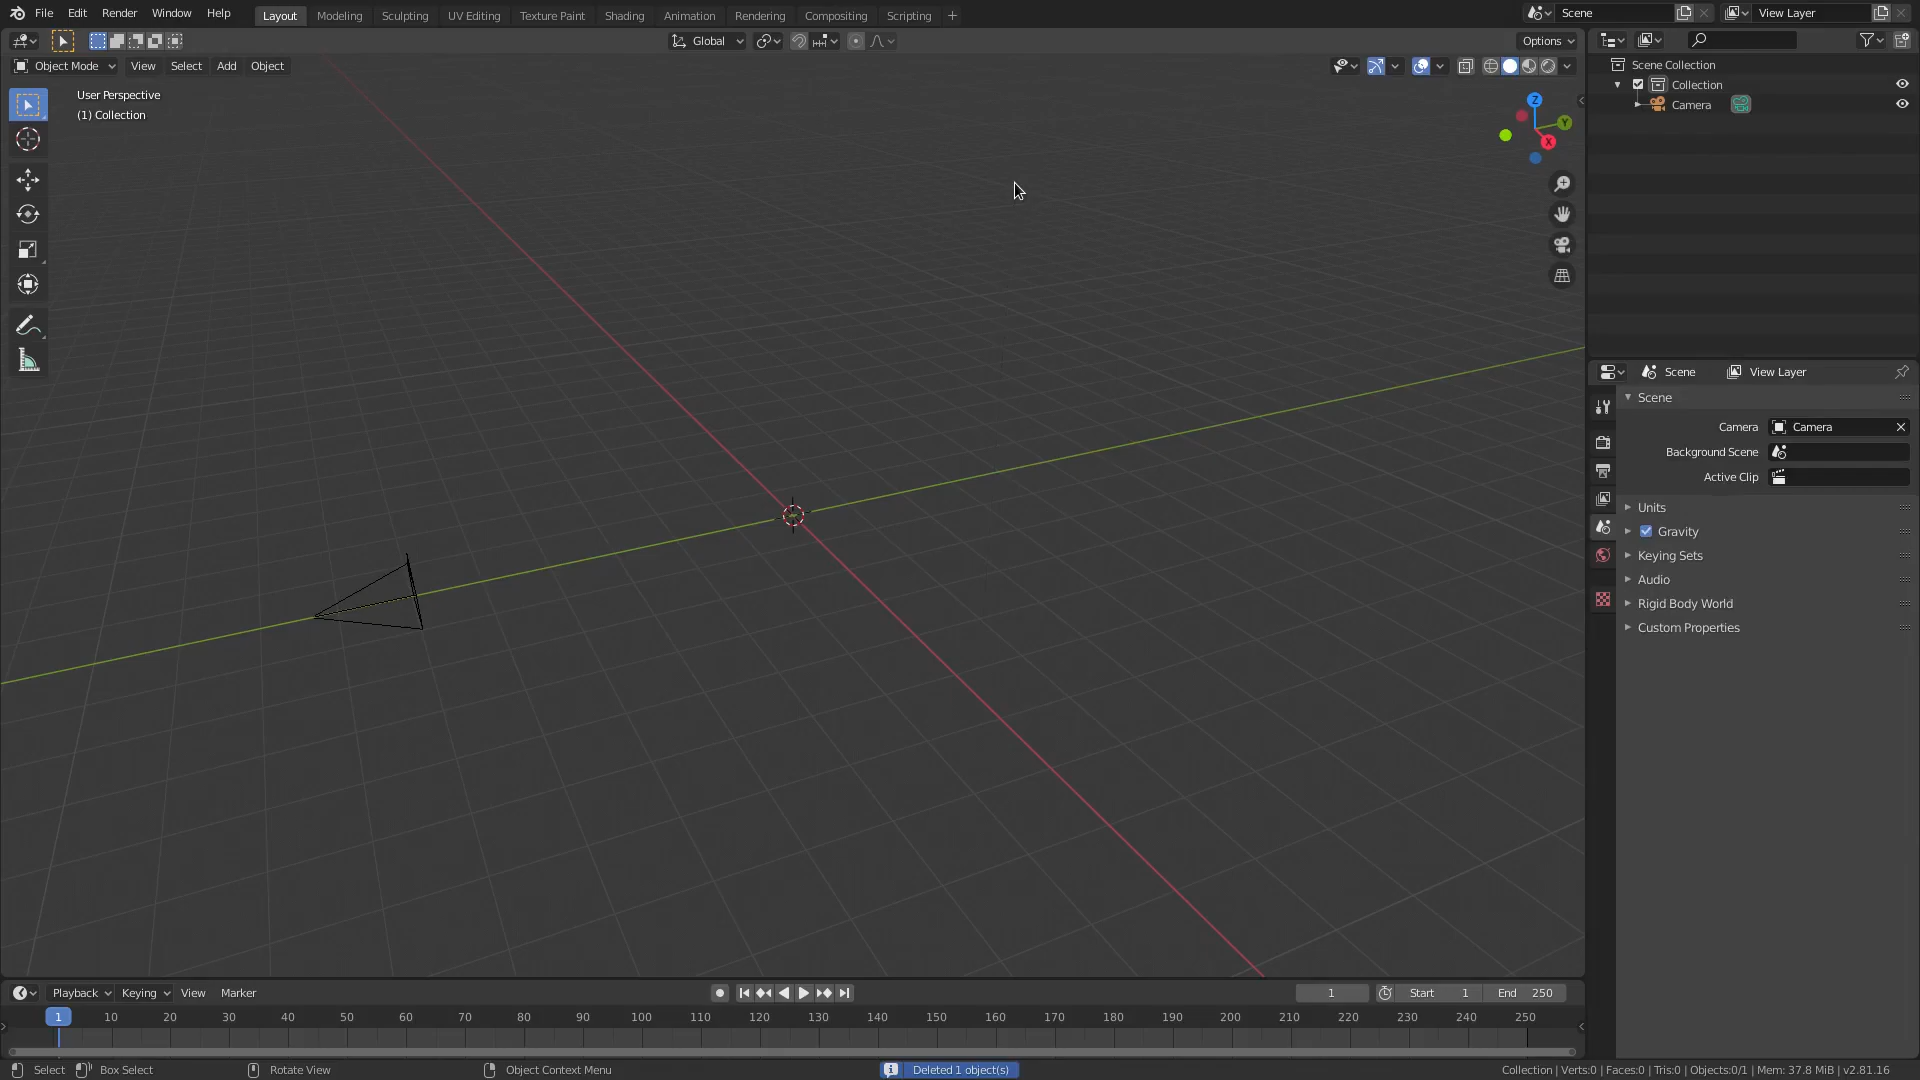 File Edit Render Window Help Layout Modeling Sculpting UV Editing Texture Paint Shading Animation Rendering Compositing Scripting + Scene View Layer
Global Options
Object Mode View Select Add Object
User Perspective
(1) Collection
Z
Y
X
Scene Collection
Collection
Camera
Scene View Layer
Scene
Camera Camera
Background Scene
Active Clip
Units
Gravity
Keying Sets
Audio
Rigid Body World
Custom Properties
Playback Keying View Marker 1 Start 1 End 250
1 10 20 30 40 50 60 70 80 90 100 110 120 130 140 150 160 170 180 190 200 210 220 230 240 250
Select Box Select Rotate View Object Context Menu Deleted 1 object(s) Collection | Verts:0 | Faces:0 | Tris:0 | Objects:0/1 | Mem: 37.8 MiB | v2.81.16